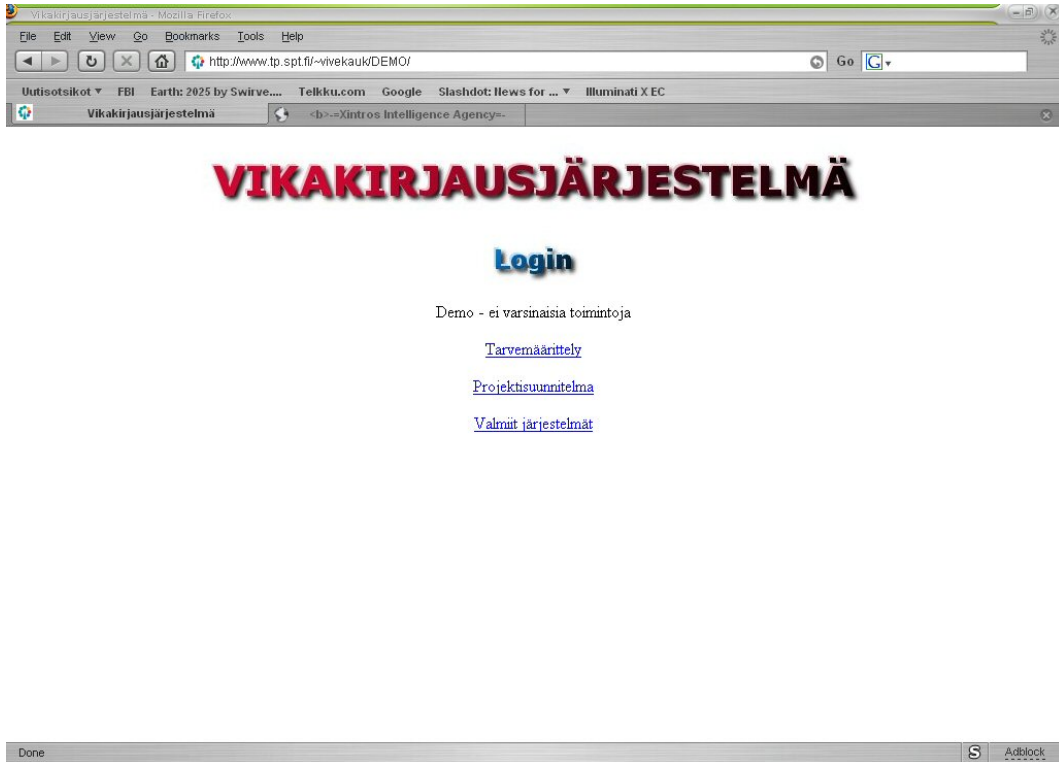 Vikakirjausjärjestelmä - Mozilla Firefox
File Edit View Go Bookmarks Tools Help
http://www.tp.spt.fi/~vivekauk/DEMO/ Go G
Uutisotsikot FBI Earth: 2025 by Swirve.... Telkku.com Google Slashdot: News for ... Illuminati X EC
Vikakirjausjärjestelmä <b>-=Xintros Intelligence Agency=-
VIKAKIRJAUSJÄRJESTELMÄ
Login
Demo - ei varsinaisia toimintoja
Tarvemäärittely
Projektisuunnitelma
Valmiit järjestelmät
Done S Adblock